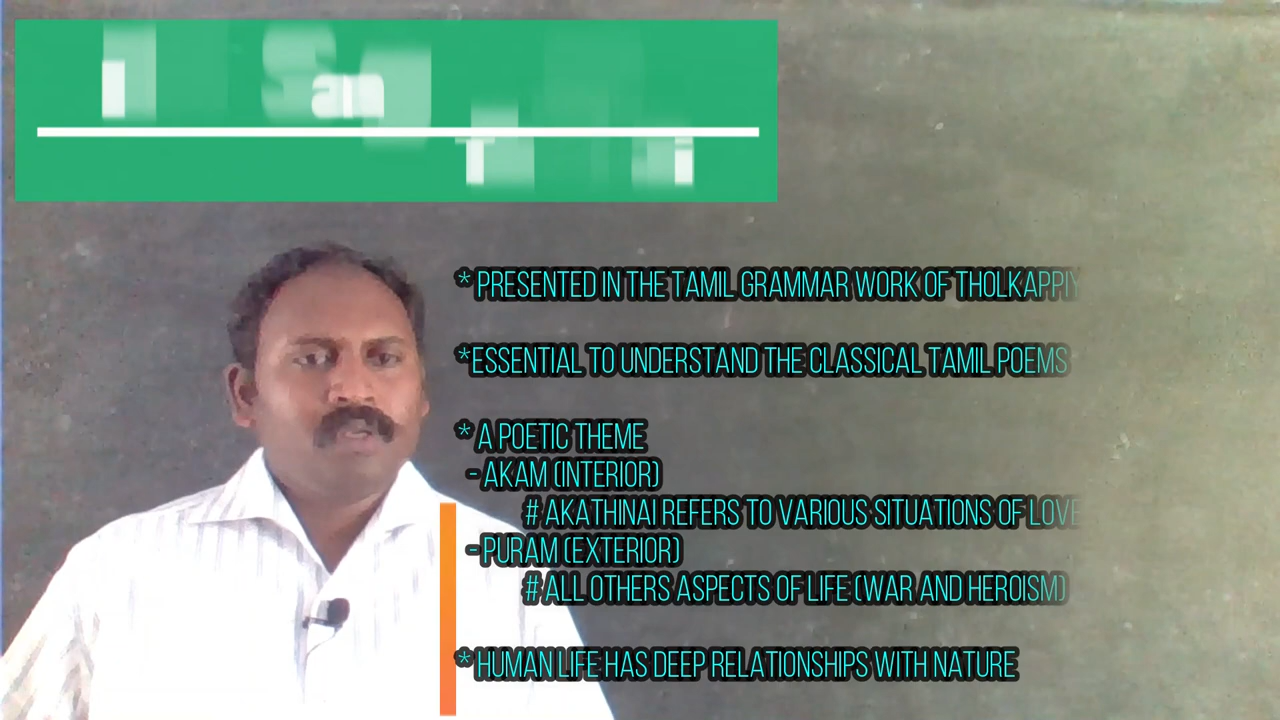 * PRESENTED IN THE TAMIL GRAMMAR WORK OF
*ESSENTIAL TO UNDERSTAND THE CLASSICAL TAMIL POEMS
* A POETIC THEME
- AKAM (INTERIOR)
# AKATHINAI REFERS TO VARIOUS SITUATIONS OF LOVE
- PURAM (EXTERIOR)
# ALL OTHERS ASPECTS OF LIFE (WAR AND HEROISM)
* HUMAN LIFE HAS DEEP RELATIONSHIPS WITH NATURE